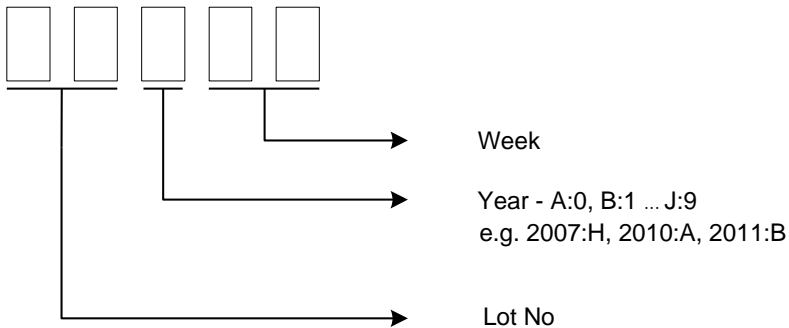 Week
Year - A:0, B:1 ... J:9
e.g. 2007:H, 2010:A, 2011:B
Lot No